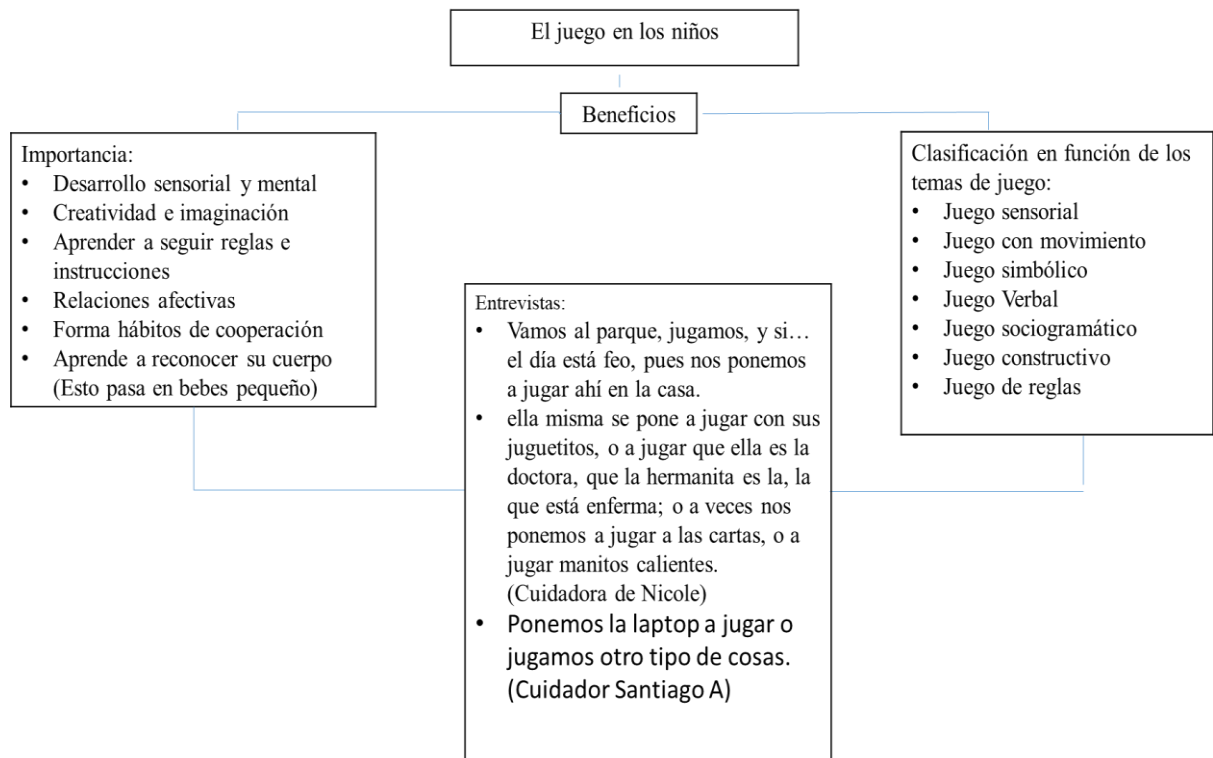 El juego en los niños
Beneficios
Importancia:
• Desarrollo sensorial y mental
• Creatividad e imaginación
• Aprender a seguir reglas e
instrucciones
• Relaciones afectivas
• Forma hábitos de cooperación
• Aprende a reconocer su cuerpo
(Esto pasa en bebes pequeño)
Entrevistas:
• Vamos al parque, jugamos, y si…
el día está feo, pues nos ponemos
a jugar ahí en la casa.
• ella misma se pone a jugar con sus
juguetitos, o a jugar que ella es la
doctora, que la hermanita es la, la
que está enferma; o a veces nos
ponemos a jugar a las cartas, o a
jugar manitos calientes.
(Cuidadora de Nicole)
• Ponemos la laptop a jugar o
jugamos otro tipo de cosas.
(Cuidador Santiago A)
Clasificación en función de los
temas de juego:
• Juego sensorial
• Juego con movimiento
• Juego simbólico
• Juego Verbal
• Juego sociogramático
• Juego constructivo
• Juego de reglas